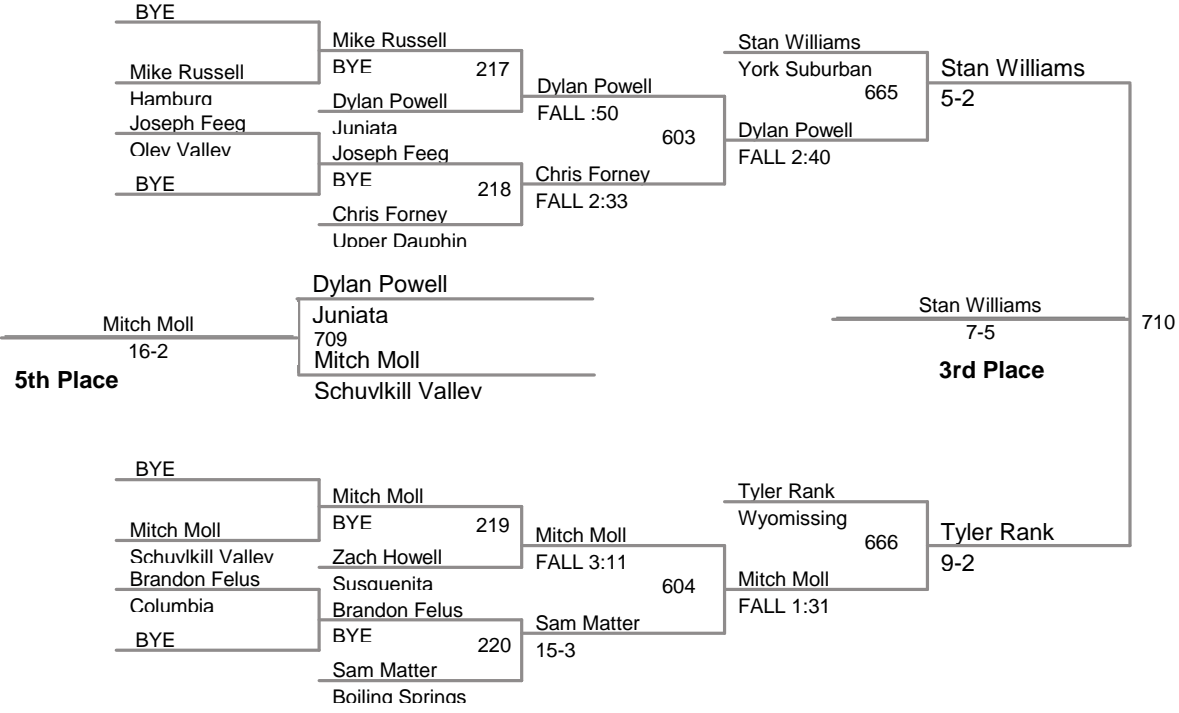 BYE
Mike Russell
Hamburg
Joseph Feeg
Oley Valley
BYE
Mike Russell
BYE
217
Dylan Powell
Juniata
Joseph Feeg
BYE
218
Chris Forney
Upper Dauphin
Dylan Powell
FALL :50
603
Chris Forney
FALL 2:33
Stan Williams
York Suburban
665
Dylan Powell
FALL 2:40
Stan Williams
5-2
Mitch Moll
16-2
5th Place
Dylan Powell
Juniata
709
Mitch Moll
Schuylkill Valley
Stan Williams
7-5
3rd Place
710
BYE
Mitch Moll
Schuylkill Valley
Brandon Felus
Columbia
BYE
Mitch Moll
BYE
219
Zach Howell
Susquenita
Brandon Felus
BYE
220
Sam Matter
Boiling Springs
Mitch Moll
FALL 3:11
604
Sam Matter
15-3
Tyler Rank
Wyomissing
666
Mitch Moll
FALL 1:31
Tyler Rank
9-2